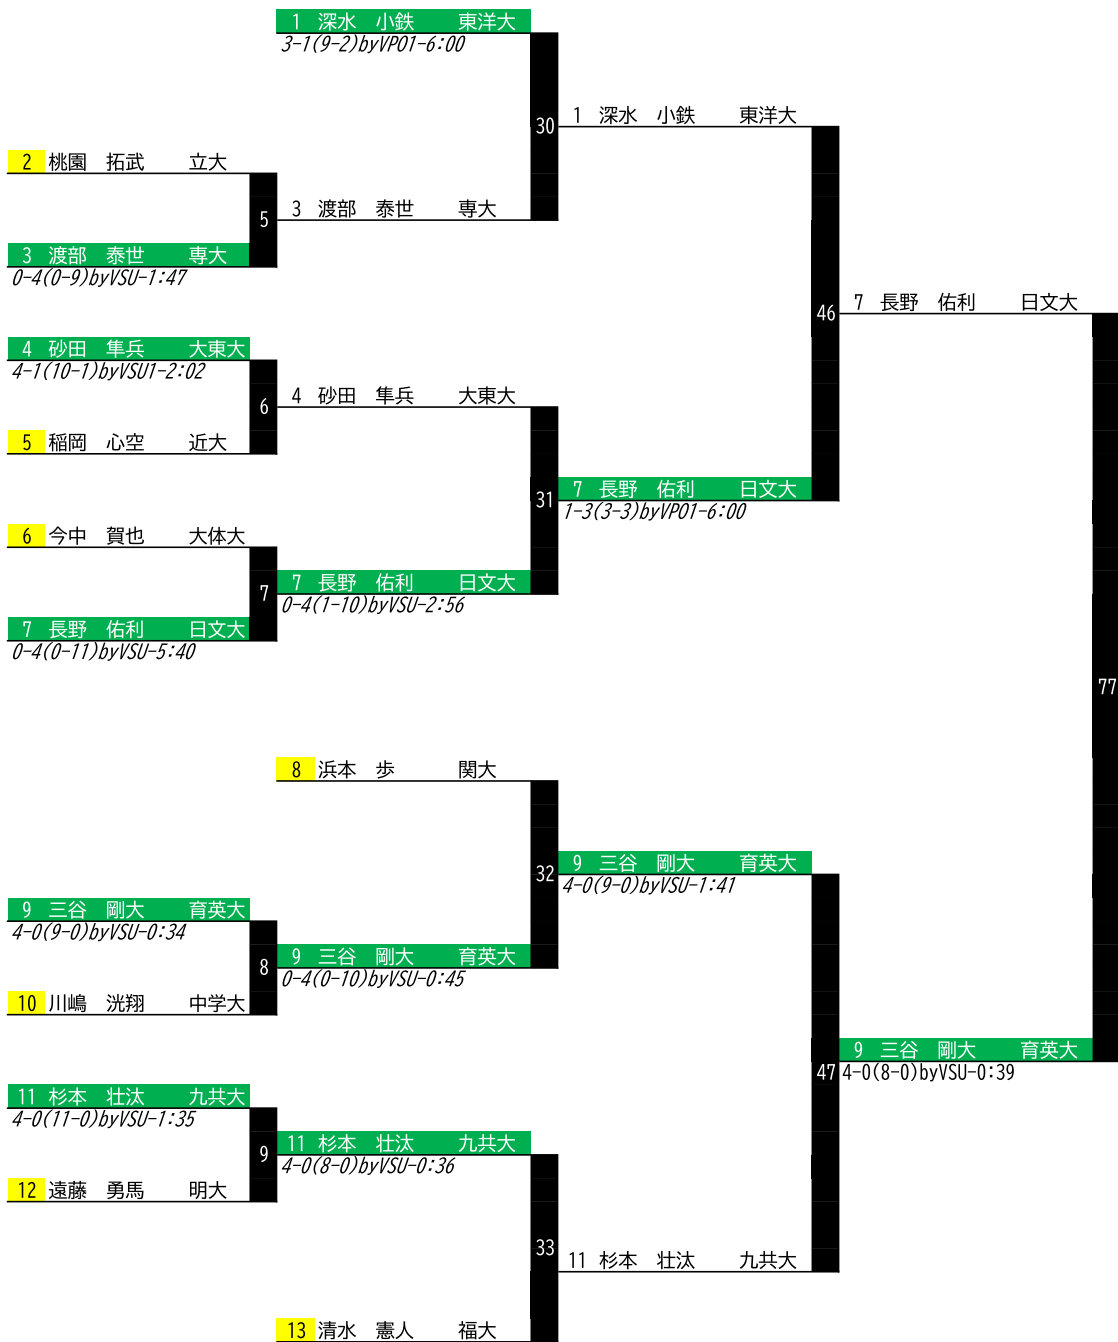 1 深水 小鉄 東洋大
3-1(9-2)byVPO1-6:00
1 深水 小鉄 東洋大
30
2 桃園 拓武 立大
3 渡部 泰世 専大
5
3 渡部 泰世 専大
0-4(0-9)byVSU-1:47
7 長野 佑利 日文大
46
4 砂田 隼兵 大東大
4-1(10-1)byVSU1-2:02
4 砂田 隼兵 大東大
6
5 稲岡 心空 近大
7 長野 佑利 日文大
31
1-3(3-3)byVPO1-6:00
6 今中 賀也 大体大
7 長野 佑利 日文大
7
0-4(1-10)byVSU-2:56
7 長野 佑利 日文大
0-4(0-11)byVSU-5:40
77
8 浜本 歩 関大
9 三谷 剛大 育英大
32
4-0(9-0)byVSU-1:41
9 三谷 剛大 育英大
4-0(9-0)byVSU-0:34
9 三谷 剛大 育英大
8
0-4(0-10)byVSU-0:45
10 川嶋 洸翔 中学大
9 三谷 剛大 育英大
47
4-0(8-0)byVSU-0:39
11 杉本 壮汰 九共大
4-0(11-0)byVSU-1:35
11 杉本 壮汰 九共大
9
4-0(8-0)byVSU-0:36
12 遠藤 勇馬 明大
11 杉本 壮汰 九共大
33
13 清水 憲人 福大